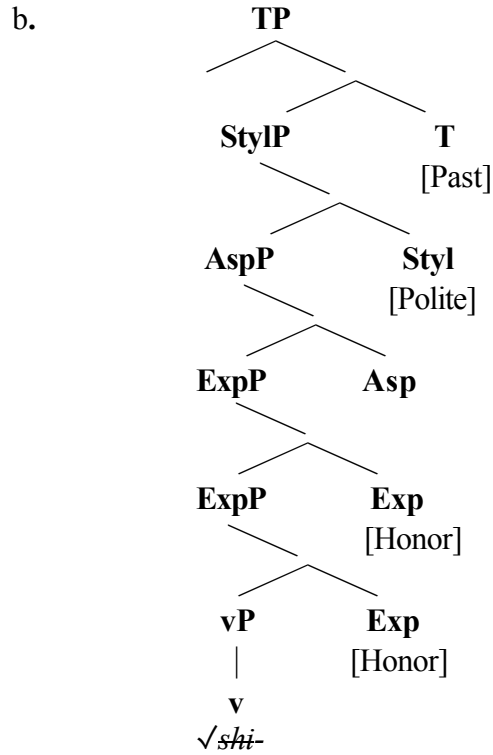 b. TP
StylP T
[Past]
AspP Styl
[Polite]
ExpP Asp
ExpP Exp
[Honor]
vP Exp
[Honor]
v
√shi-